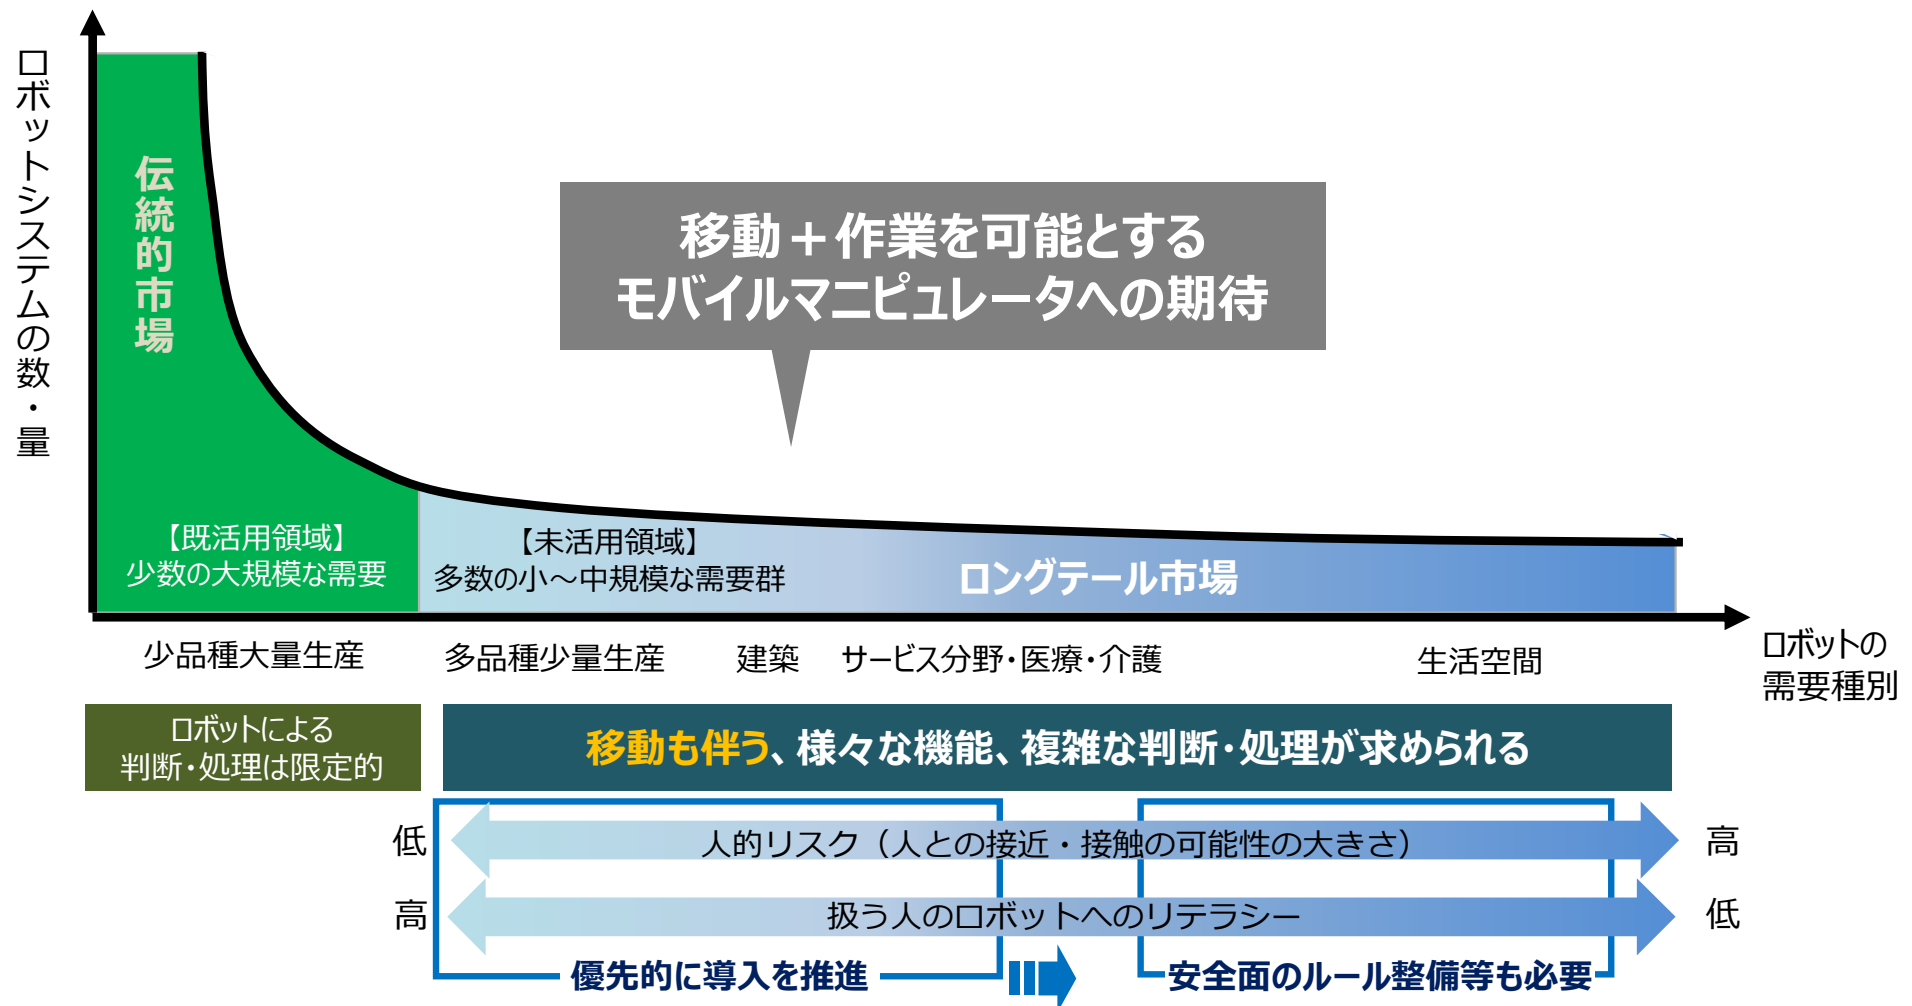 ロボットシステムの数・量
伝統的市場
移動＋作業を可能とする
モバイルマニピュレータへの期待
【既活用領域】
少数の大規模な需要
【未活用領域】
多数の小～中規模な需要群
ロングテール市場
少品種大量生産
多品種少量生産
建築
サービス分野・医療・介護
生活空間
ロボットの
需要種別
ロボットによる
判断・処理は限定的
移動も伴う、様々な機能、複雑な判断・処理が求められる
低
人的リスク（人との接近・接触の可能性の大きさ）
高
高
扱う人のロボットへのリテラシー
低
優先的に導入を推進
安全面のルール整備等も必要